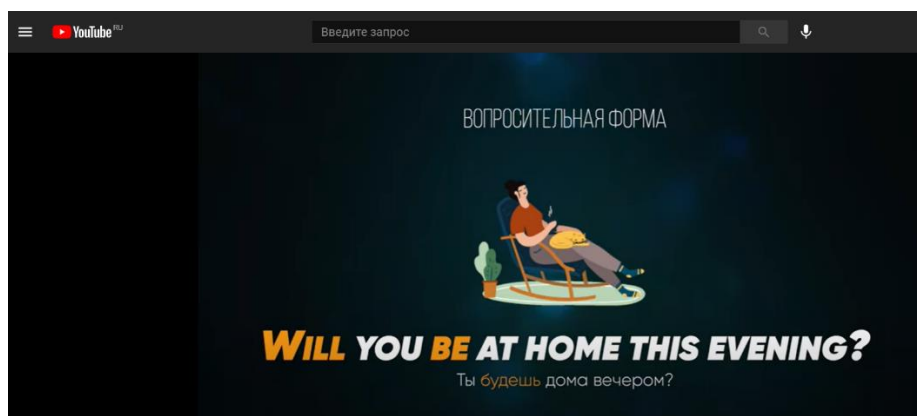 YouTube RU
Введите запрос
ВОПРОСИТЕЛЬНАЯ ФОРМА
WILL YOU BE AT HOME THIS EVENING?
Ты будешь дома вечером?